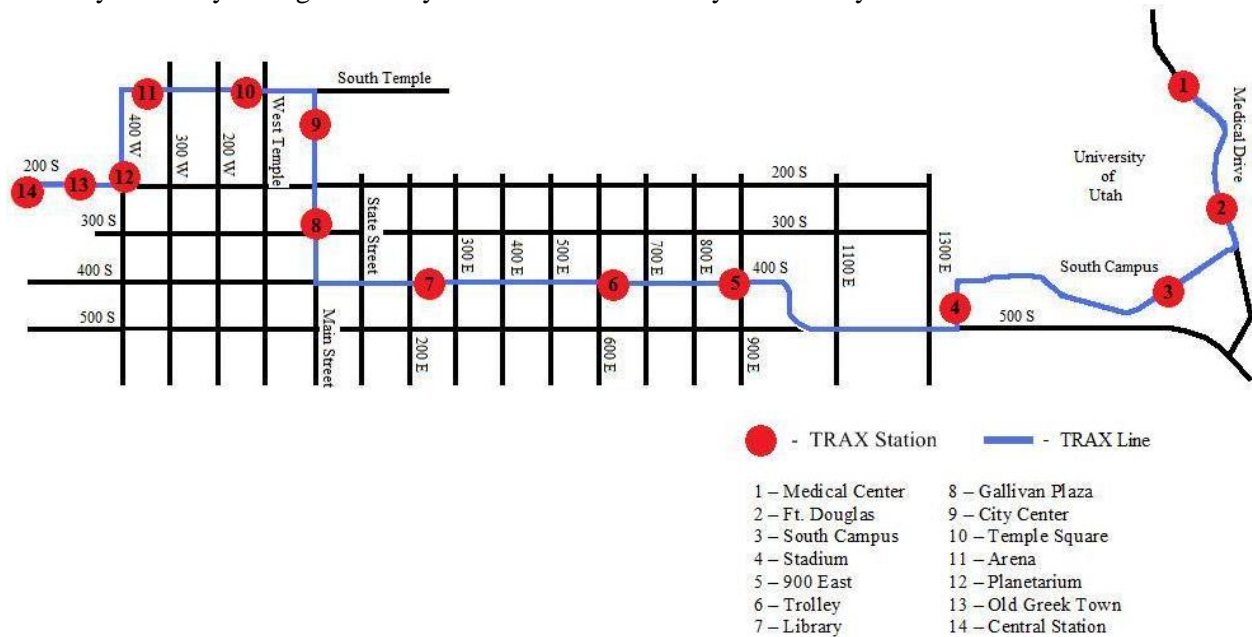 South Temple
11
10
9
400 W
300 W
200 W
West Temple
200 S
14
13
12
300 S
8
400 S
500 S
Main Street
State Street
7
200 E
300 E
400 E
500 E
6
600 E
700 E
800 E
5
900 E
200 S
300 S
400 S
1100 E
1300 E
4
500 S
South Campus
3
2
1
Medical Drive
University
of
Utah
- TRAX Station
- TRAX Line
1 – Medical Center
2 – Ft. Douglas
3 – South Campus
4 – Stadium
5 – 900 East
6 – Trolley
7 – Library
8 – Gallivan Plaza
9 – City Center
10 – Temple Square
11 – Arena
12 – Planetarium
13 – Old Greek Town
14 – Central Station